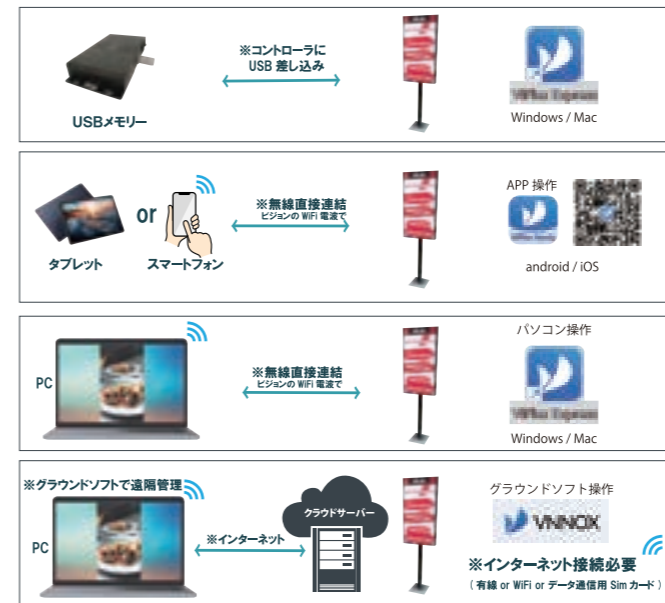 ※コントローラに
USB 差し込み
USBメモリー
Windows / Mac
or
※無線直接連結
ビジョンの WiFi 電波で
タブレット
スマートフォン
APP 操作
android / iOS
PC
※無線直接連結
ビジョンの WiFi 電波で
パソコン操作
ViPlex Express
Windows / Mac
※グラウンドソフトで遠隔管理
PC
※インターネット
クラウドサーバー
グラウンドソフト操作
VNNOX
※インターネット接続必要
( 有線 or WiFi or データ通信用 Sim カード )